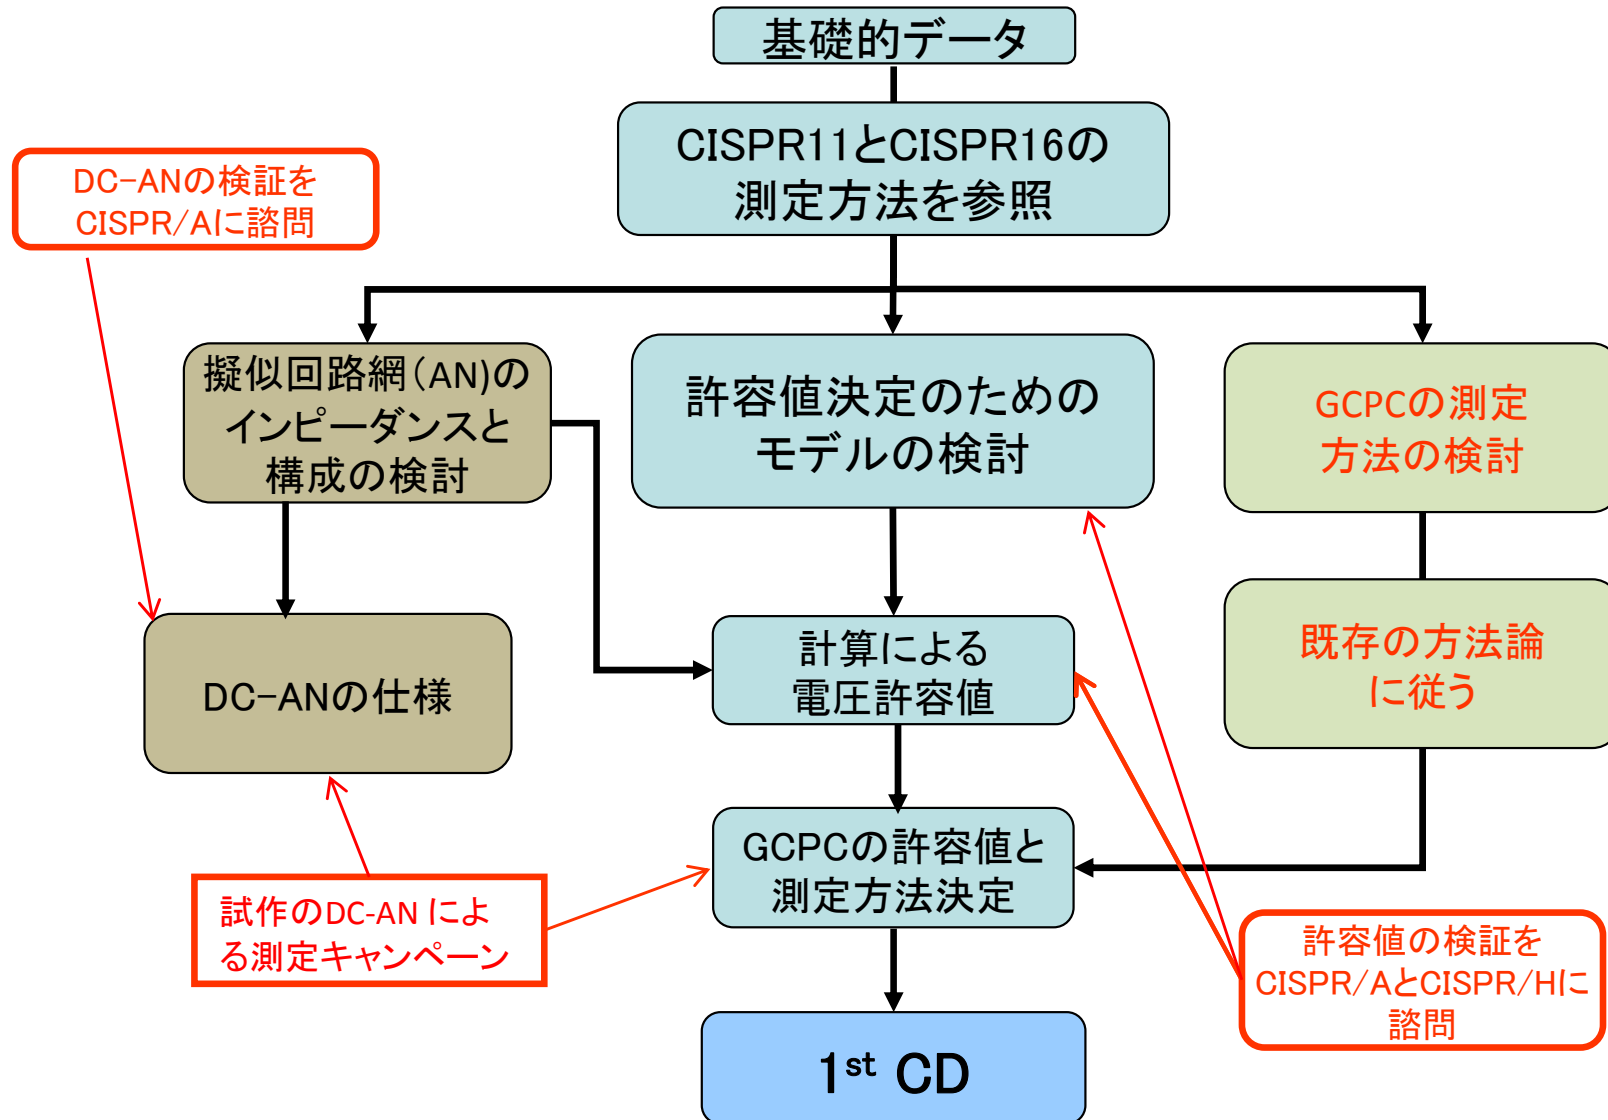 基礎的データ
CISPR11とCISPR16の
測定方法を参照
DC-ANの検証を
CISPR/Aに諮問
擬似回路網(AN)の
インピーダンスと
構成の検討
許容値決定のための
モデルの検討
GCPCの測定
方法の検討
DC-ANの仕様
計算による
電圧許容値
既存の方法論
に従う
GCPCの許容値と
測定方法決定
試作のDC-AN によ
る測定キャンペーン
許容値の検証を
CISPR/AとCISPR/Hに
諮問
1st CD